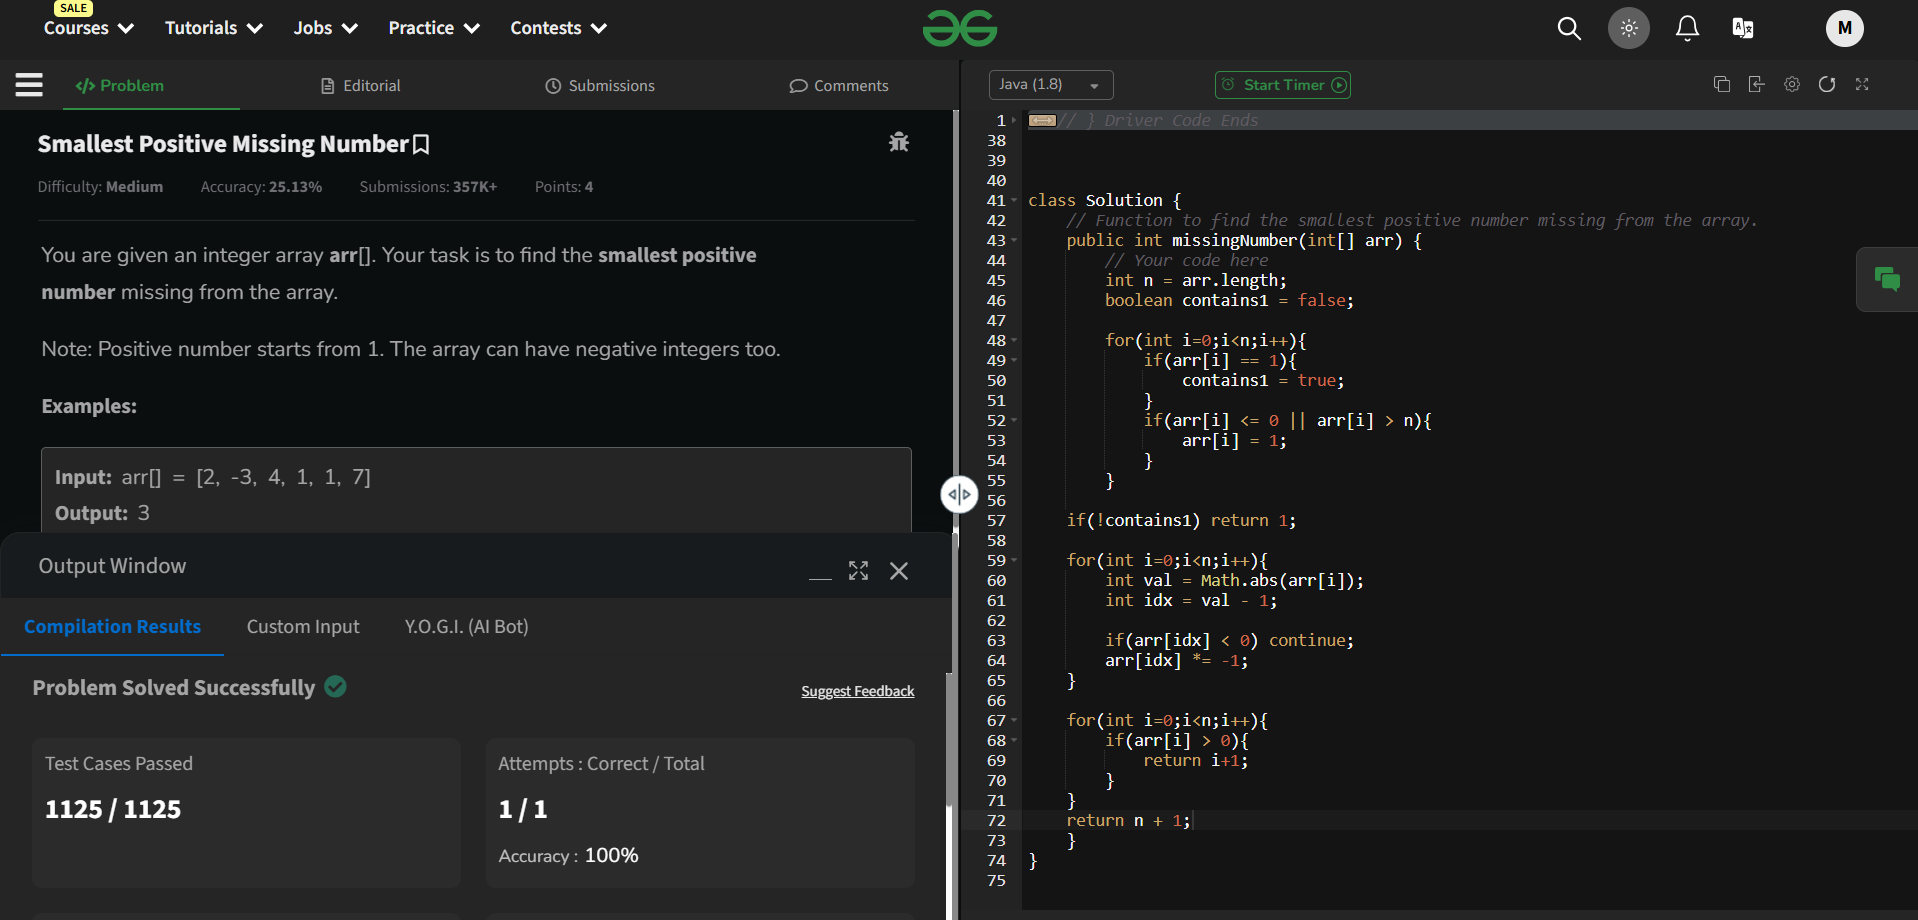 SALE
Courses Tutorials Jobs Practice Contests
M
Problem Editorial Submissions Comments
Smallest Positive Missing Number
Difficulty: Medium Accuracy: 25.13% Submissions: 357K+ Points: 4
You are given an integer array arr[]. Your task is to find the smallest positive
number missing from the array.
Note: Positive number starts from 1. The array can have negative integers too.
Examples:
Input: arr[] = [2, -3, 4, 1, 1, 7]
Output: 3
Output Window
Compilation Results Custom Input Y.O.G.I. (AI Bot)
Problem Solved Successfully
Suggest Feedback
Test Cases Passed
1125 / 1125
Attempts : Correct / Total
1 / 1
Accuracy : 100%
Java (1.8) Start Timer
1 // } Driver Code Ends
38
39
40
41 class Solution {
42 // Function to find the smallest positive number missing from the array.
43 public int missingNumber(int[] arr) {
44 // Your code here
45 int n = arr.length;
46 boolean contains1 = false;
47
48 for(int i=0;i<n;i++){
49 if(arr[i] == 1){
50 contains1 = true;
51 }
52 if(arr[i] <= 0 || arr[i] > n){
53 arr[i] = 1;
54 }
55 }
56
57 if(!contains1) return 1;
58
59 for(int i=0;i<n;i++){
60 int val = Math.abs(arr[i]);
61 int idx = val - 1;
62
63 if(arr[idx] < 0) continue;
64 arr[idx] *= -1;
65 }
66
67 for(int i=0;i<n;i++){
68 if(arr[i] > 0){
69 return i+1;
70 }
71 }
72 return n + 1;
73 }
74 }
75